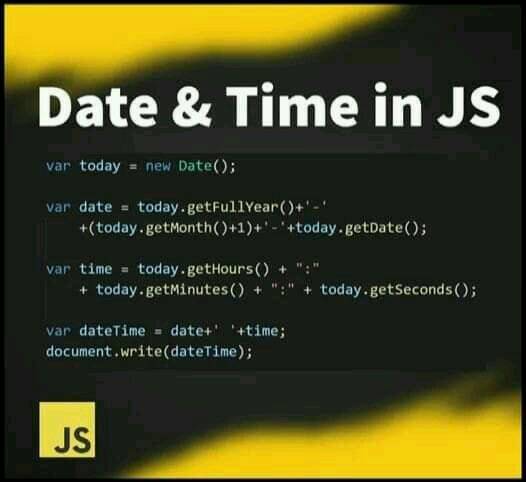 Date & Time in JS
var today = new Date();
var date = today.getFullYear()+'-'
+(today.getMonth()+1)+'-'+today.getDate();
var time = today.getHours() + ":"
+ today.getMinutes() + ":" + today.getSeconds();
var dateTime = date+' '+time;
document.write(dateTime);
JS